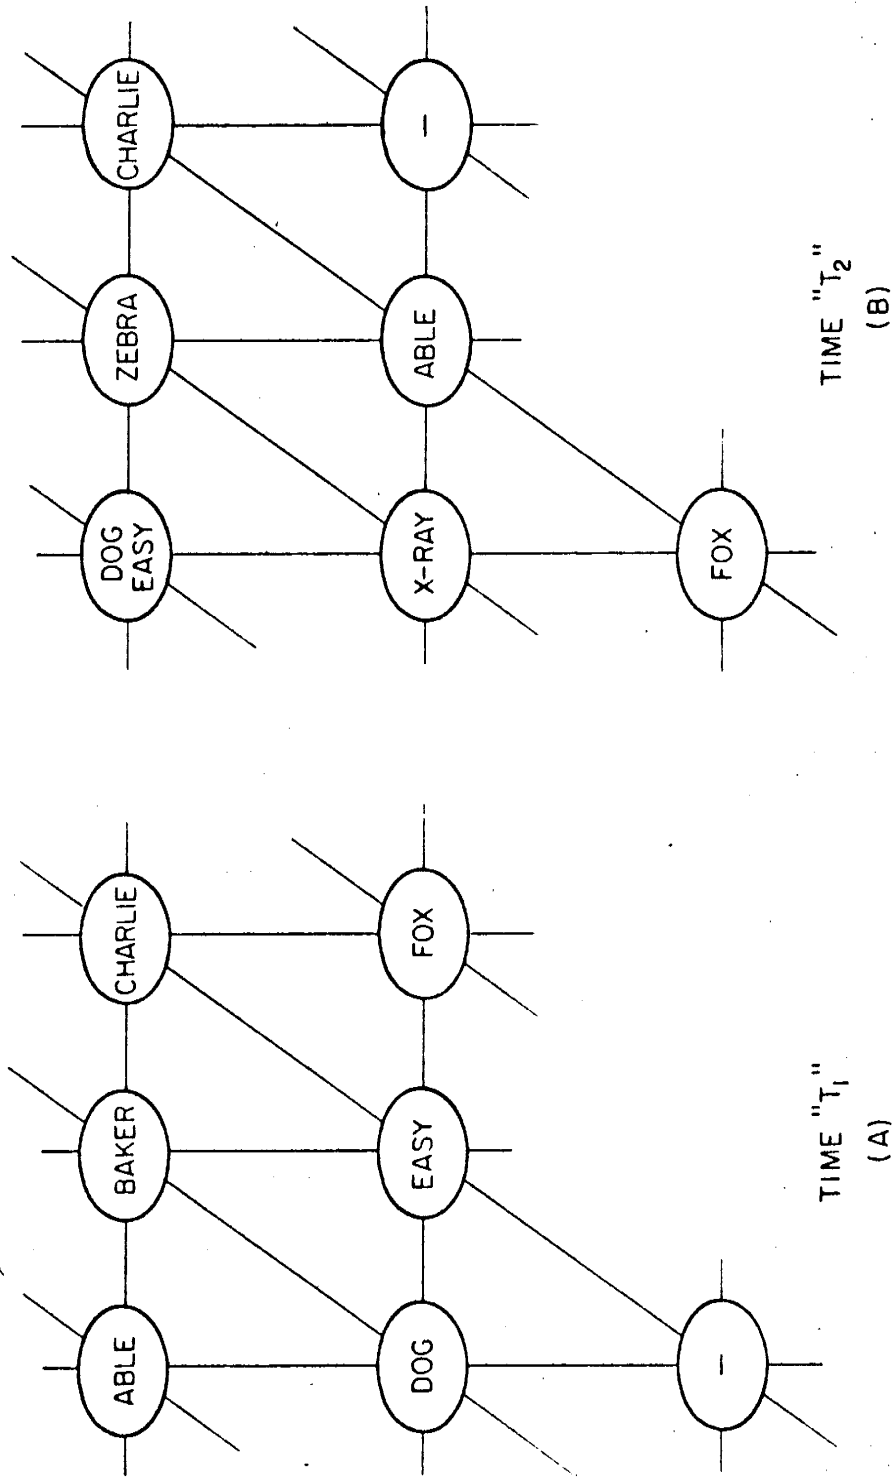 ABLE
BAKER
CHARLIE
DOG
EASY
FOX
—
TIME "T₁"
(A)
DOG
EASY
ZEBRA
CHARLIE
X-RAY
ABLE
—
FOX
TIME "T₂"
(B)